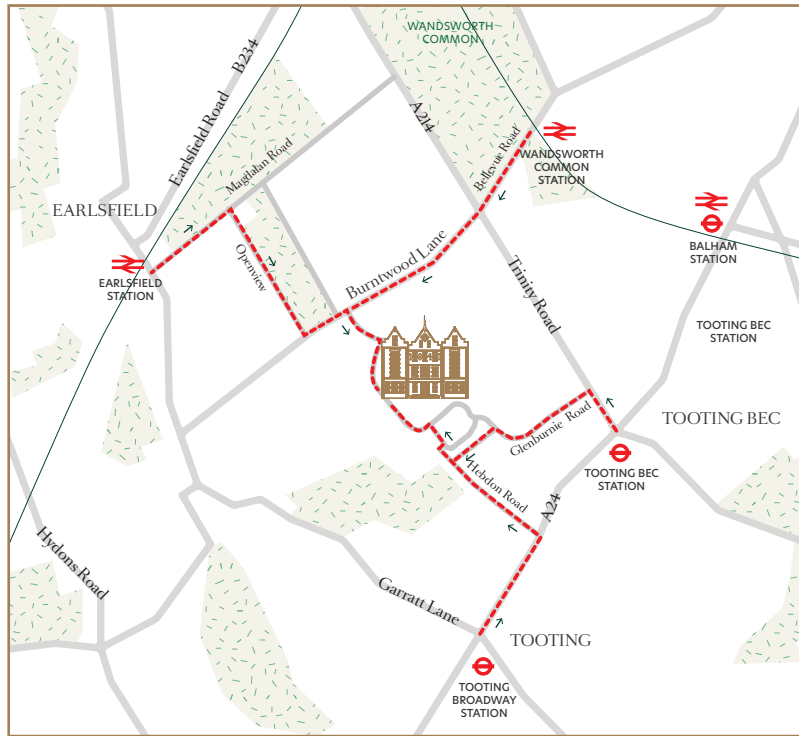 WANDSWORTH
COMMON
Earlsfield Road B234
A214
Magdalan Road
Bellevue Road
WANDSWORTH
COMMON
STATION
EARLSFIELD
EARLSFIELD
STATION
Openview
Burntwood Lane
Trinity Road
BALHAM
STATION
TOOTING BEC
STATION
Glenburnie Road
TOOTING BEC
TOOTING BEC
STATION
Hebdon Road
A24
Hydons Road
Garratt Lane
TOOTING
TOOTING
BROADWAY
STATION